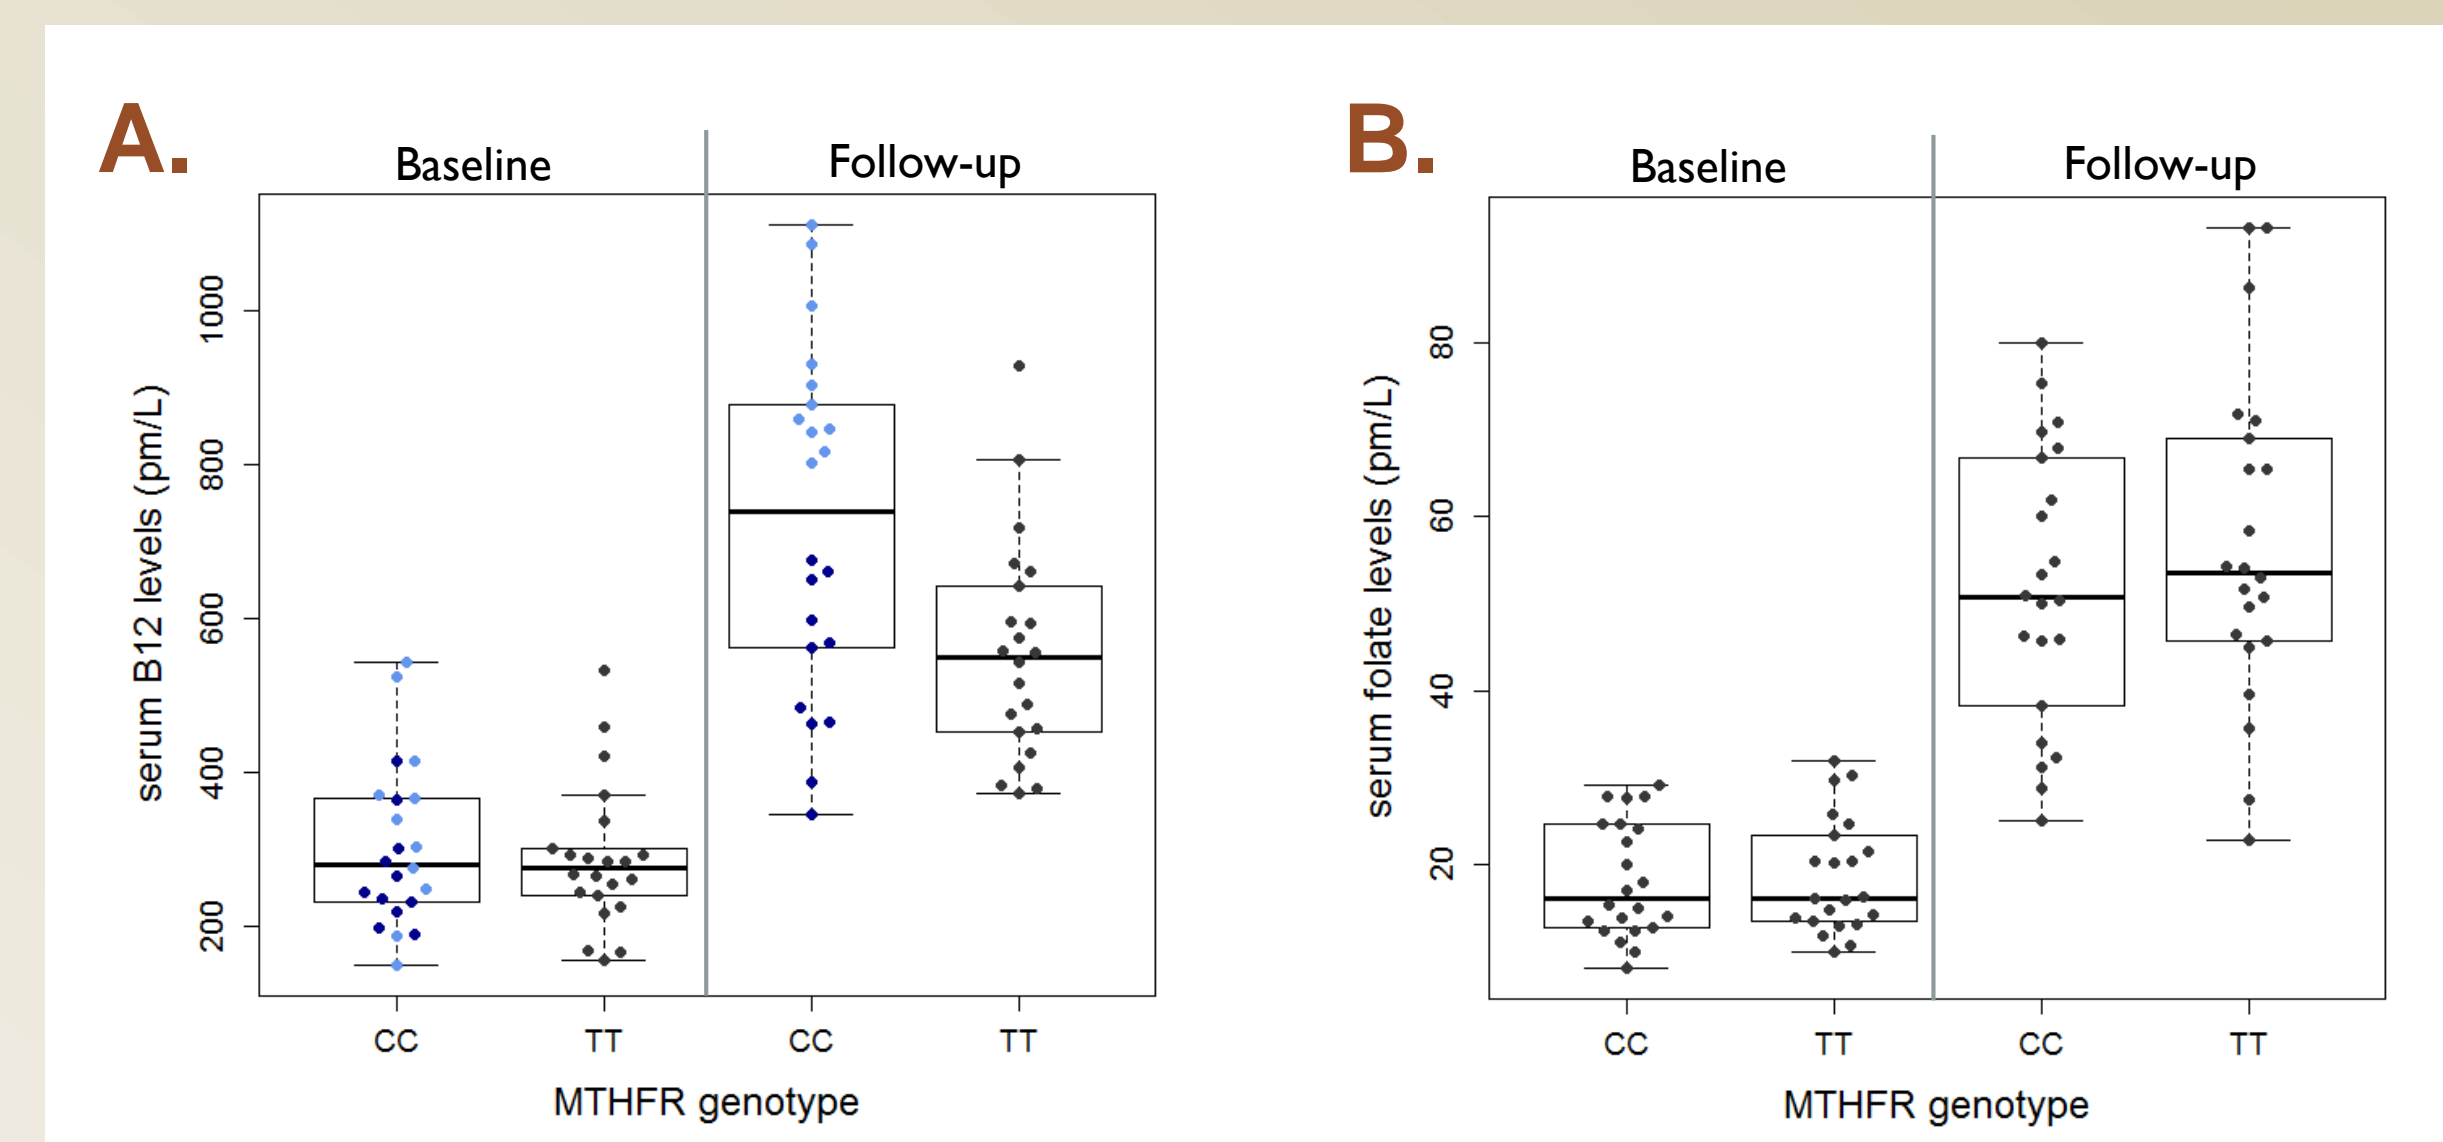 A.
Baseline
Follow-up
serum B12 levels (pm/L)
1000
800
600
400
200
CC
TT
CC
TT
MTHFR genotype
B.
Baseline
Follow-up
serum folate levels (pm/L)
80
60
40
20
CC
TT
CC
TT
MTHFR genotype